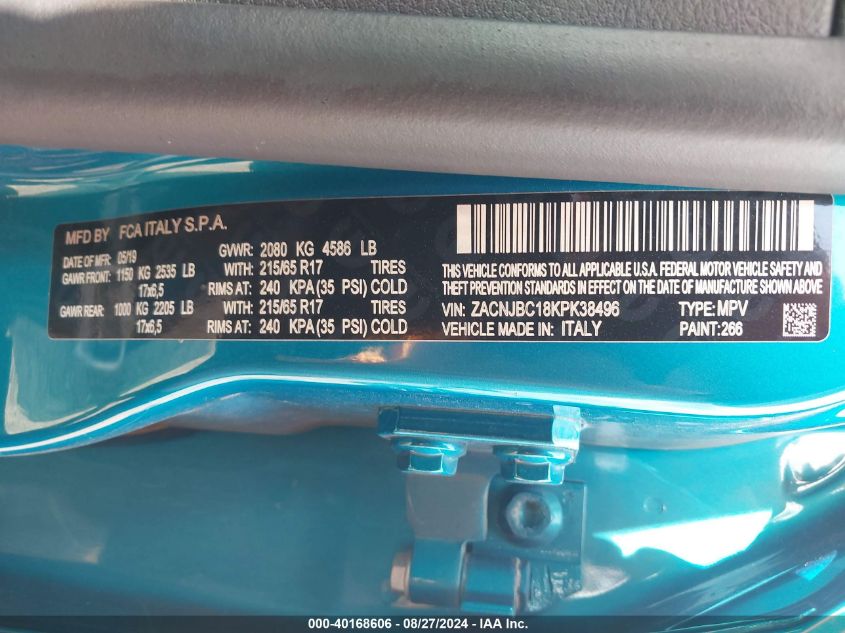 MFD BY FCA ITALY S.P.A.
DATE OF MFR 05/19 GVWR: 2080 KG 4586 LB
GAWR FRONT: 1150 KG 2535 LB WITH: 215/65 R17 TIRES
17x6,5 RIMS AT: 240 KPA (35 PSI) COLD
GAWR REAR: 1000 KG 2205 LB WITH: 215/65 R17 TIRES
17x6,5 RIMS AT: 240 KPA (35 PSI) COLD
THIS VEHICLE CONFORMS TO ALL APPLICABLE U.S.A. FEDERAL MOTOR VEHICLE SAFETY AND
THEFT PREVENTION STANDARDS IN EFFECT ON THE DATE OF MANUFACTURE SHOWN ABOVE
VIN: ZACNJBC18KPK38496 TYPE: MPV
VEHICLE MADE IN: ITALY PAINT: 266
000-40168606 - 08/27/2024 - IAA Inc.